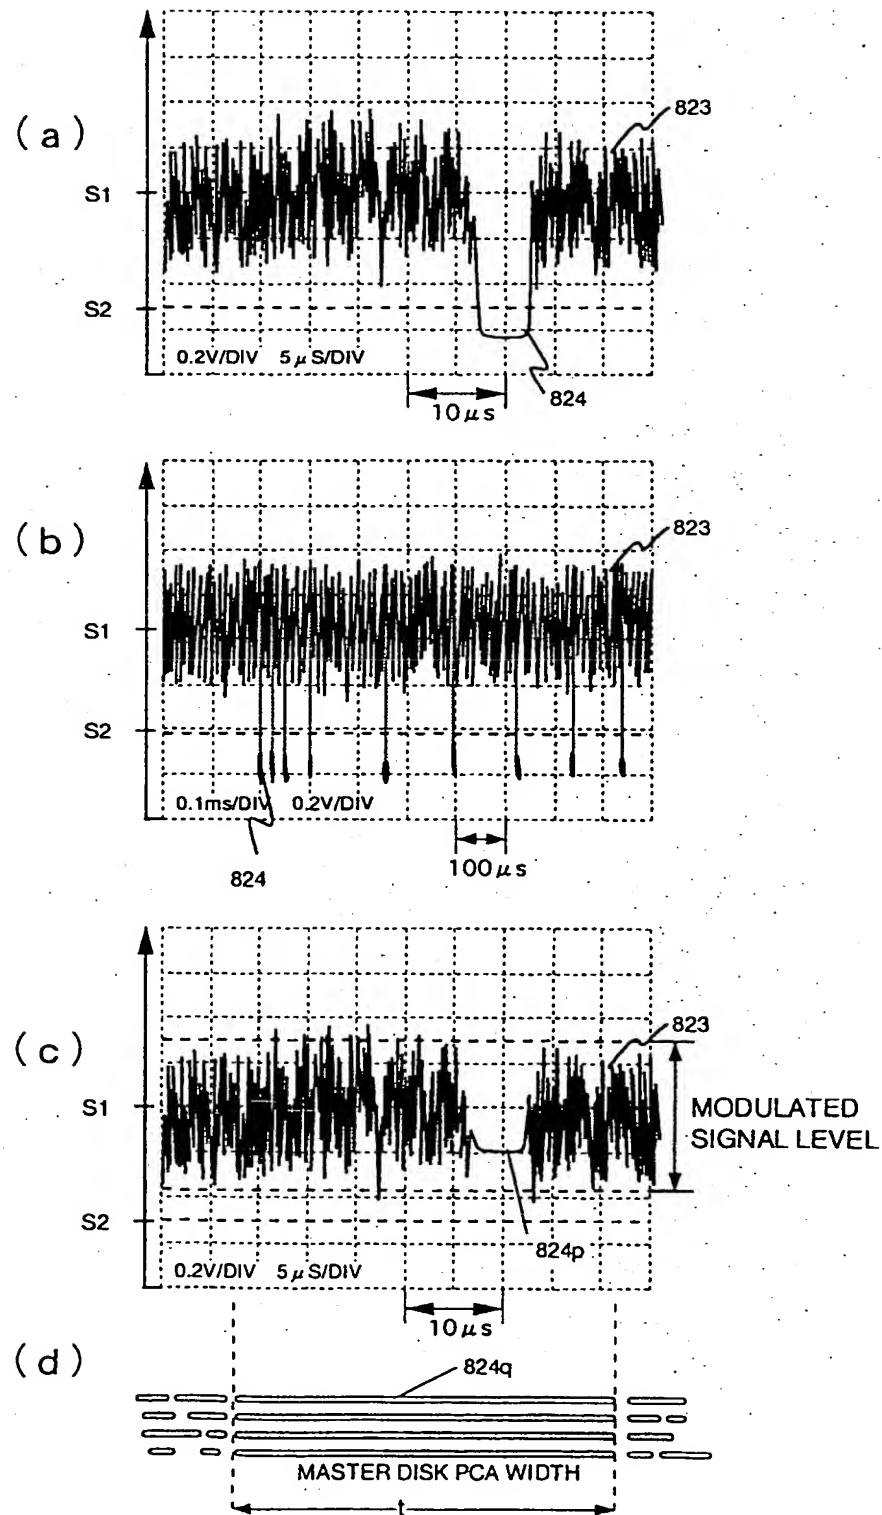 (a)
823
S1
S2
0.2V/DIV 5μS/DIV
824
10μs
(b)
823
S1
S2
0.1ms/DIV 0.2V/DIV
100μs
824
(c)
823
S1
MODULATED
SIGNAL LEVEL
S2
824p
0.2V/DIV 5μS/DIV
10μs
(d)
824q
MASTER DISK PCA WIDTH
t